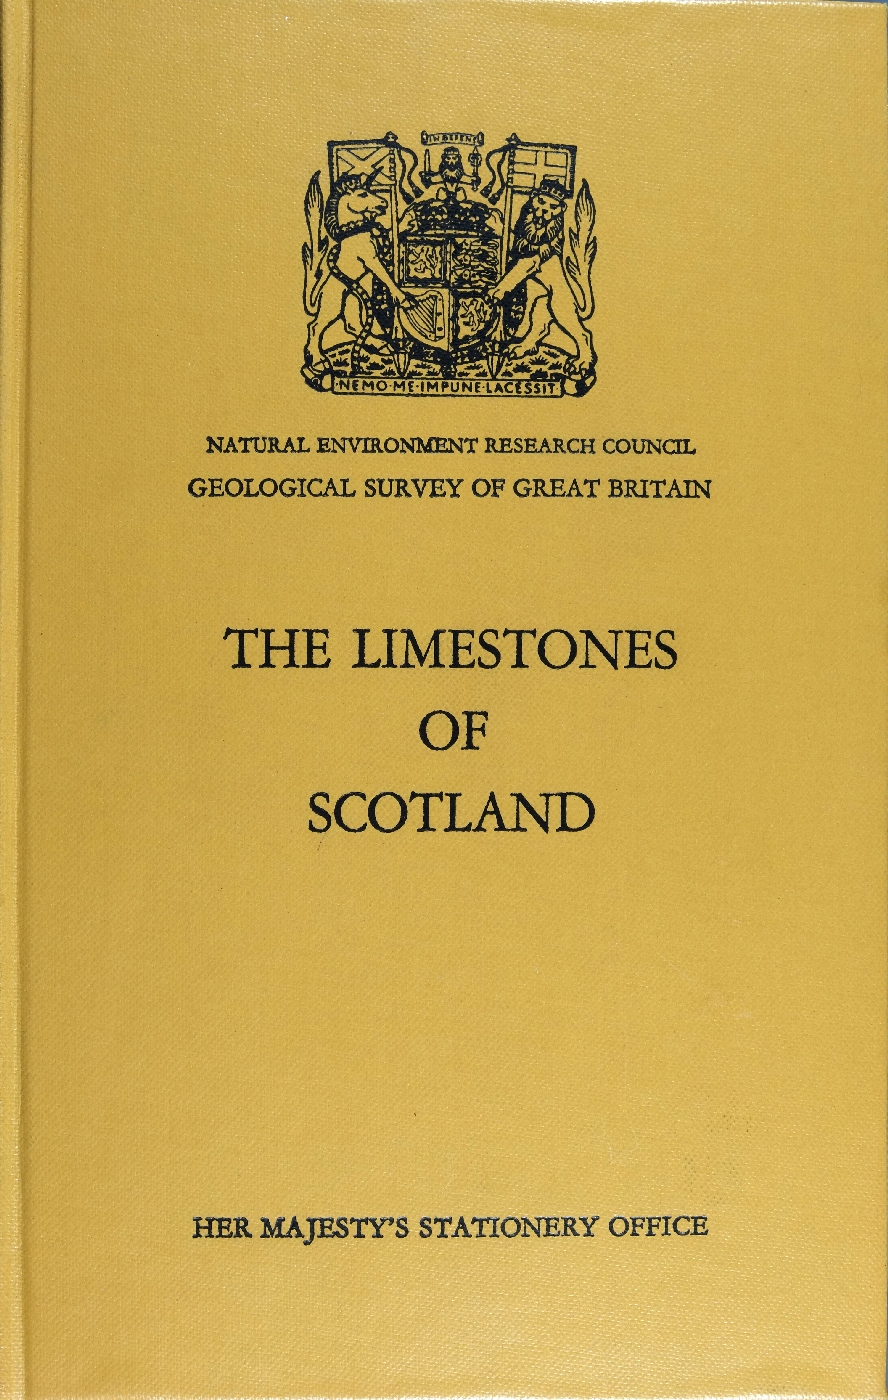 IN DEFENC
NEMO·ME·IMPUNE·LACESSIT
NATURAL ENVIRONMENT RESEARCH COUNCIL
GEOLOGICAL SURVEY OF GREAT BRITAIN
THE LIMESTONES
OF
SCOTLAND
HER MAJESTY'S STATIONERY OFFICE